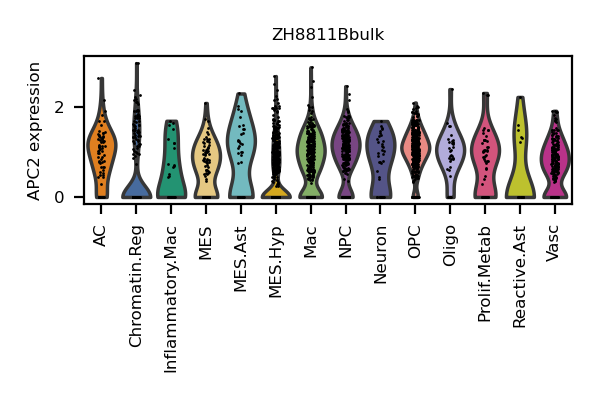 ZH8811Bbulk
APC2 expression
2
0
AC
Chromatin.Reg
Inflammatory.Mac
MES
MES.Ast
MES.Hyp
Mac
NPC
Neuron
OPC
Oligo
Prolif.Metab
Reactive.Ast
Vasc